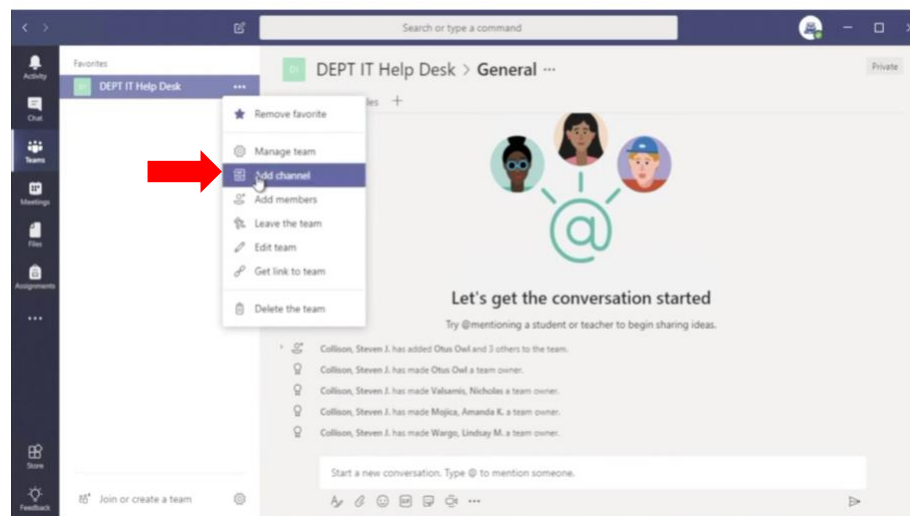 Search or type a command
Activity
Chat
Teams
Meetings
Files
Assignments
Store
Feedback
Favorites
DEPT IT Help Desk
Remove favorite
Manage team
Add channel
Add members
Leave the team
Edit team
Get link to team
Delete the team
Join or create a team
DEPT IT Help Desk > General ...
Private
les +
@
Let's get the conversation started
Try @mentioning a student or teacher to begin sharing ideas.
Collison, Steven J. has added Otus Owl and 3 others to the team.
Collison, Steven J. has made Otus Owl a team owner.
Collison, Steven J. has made Valsamis, Nicholas a team owner.
Collison, Steven J. has made Mojica, Amanda K. a team owner.
Collison, Steven J. has made Wargo, Lindsay M. a team owner.
Start a new conversation. Type @ to mention someone.